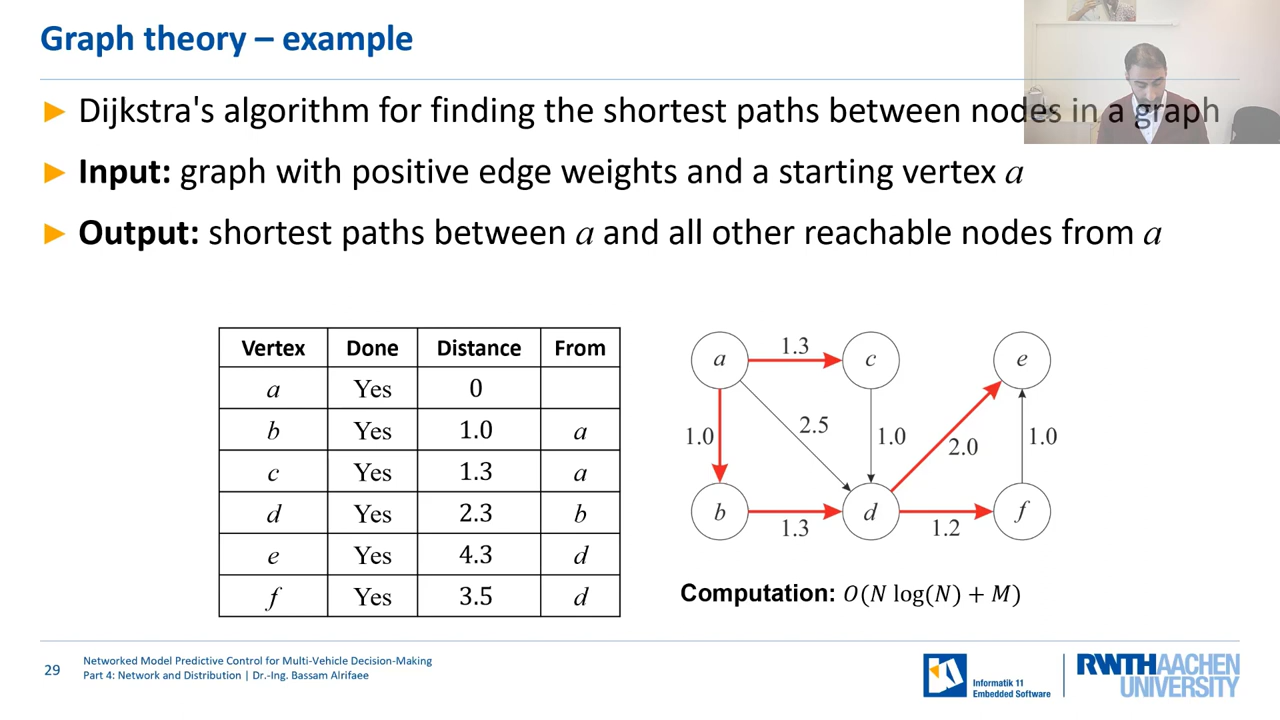 Graph theory – example
► Dijkstra's algorithm for finding the shortest paths between nodes in a graph
► Input: graph with positive edge weights and a starting vertex a
► Output: shortest paths between a and all other reachable nodes from a
Vertex Done Distance From
a Yes 0
b Yes 1.0 a
c Yes 1.3 a
d Yes 2.3 b
e Yes 4.3 d
f Yes 3.5 d
a 1.3 c e
1.0 2.5 1.0 2.0 1.0
b 1.3 d 1.2 f
Computation: O(N log(N) + M)
29
Networked Model Predictive Control for Multi-Vehicle Decision-Making
Part 4: Network and Distribution | Dr.-Ing. Bassam Alrifaee
Informatik 11
Embedded Software
RWTHAACHEN
UNIVERSITY